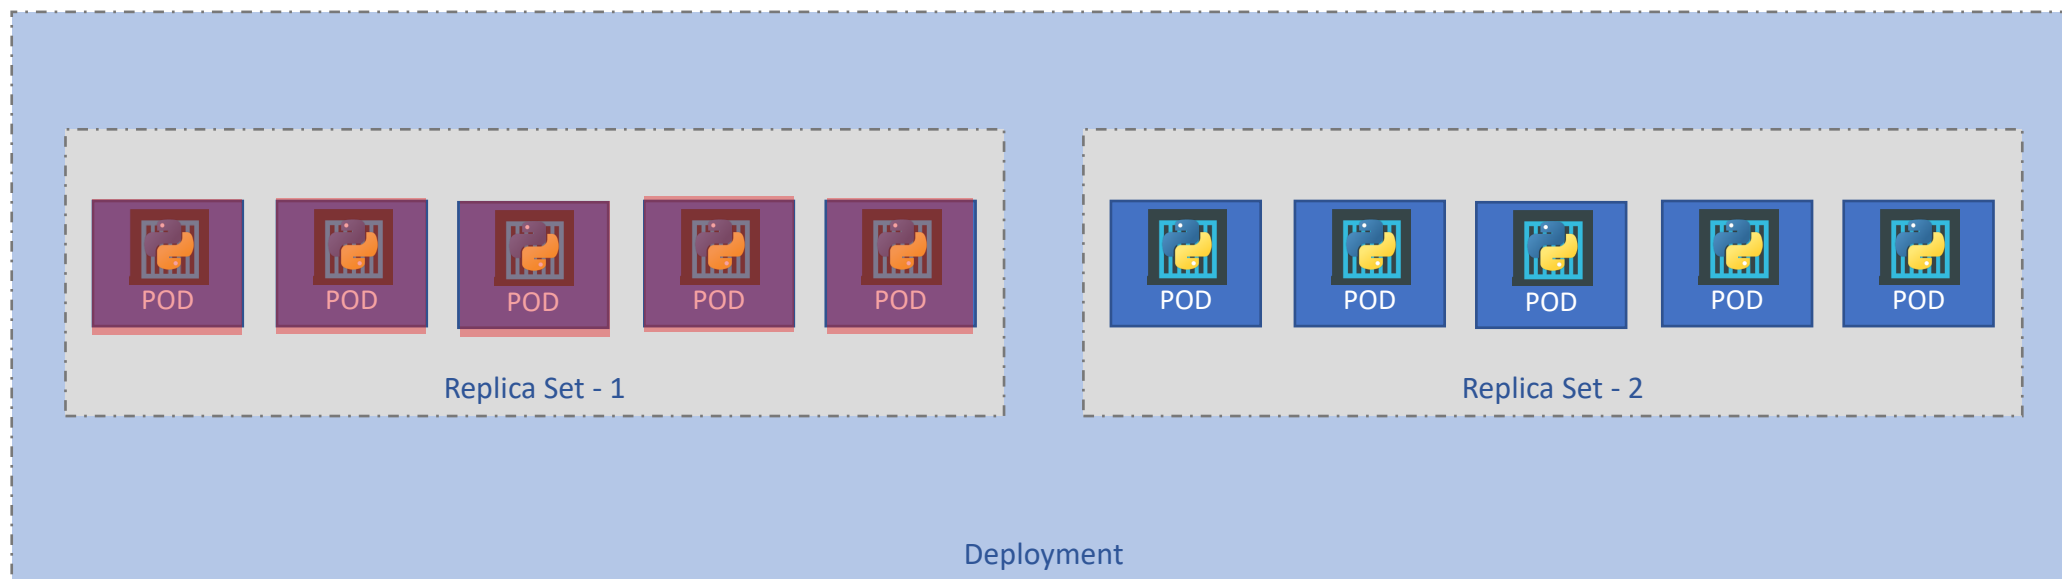 POD
POD
POD
POD
POD
Replica Set - 1
POD
POD
POD
POD
POD
Replica Set - 2
Deployment